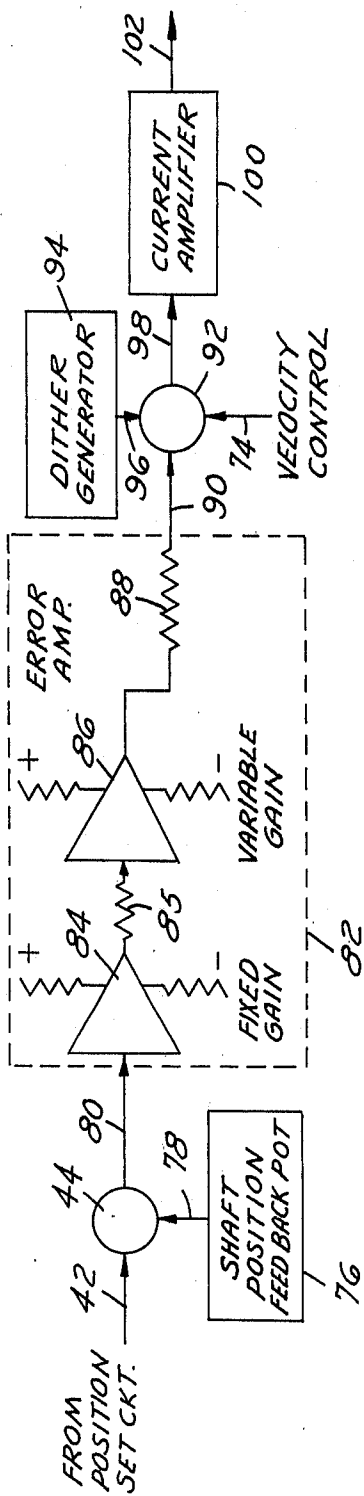 FROM
POSITION
SET CKT.
42
44
80
78
SHAFT
POSITION
FEED BACK POT
76
+
84
-
FIXED
GAIN
85
+
86
-
VARIABLE
GAIN
ERROR
AMP.
88
82
90
DITHER
GENERATOR
94
96
92
74
VELOCITY
CONTROL
98
CURRENT
AMPLIFIER
100
102